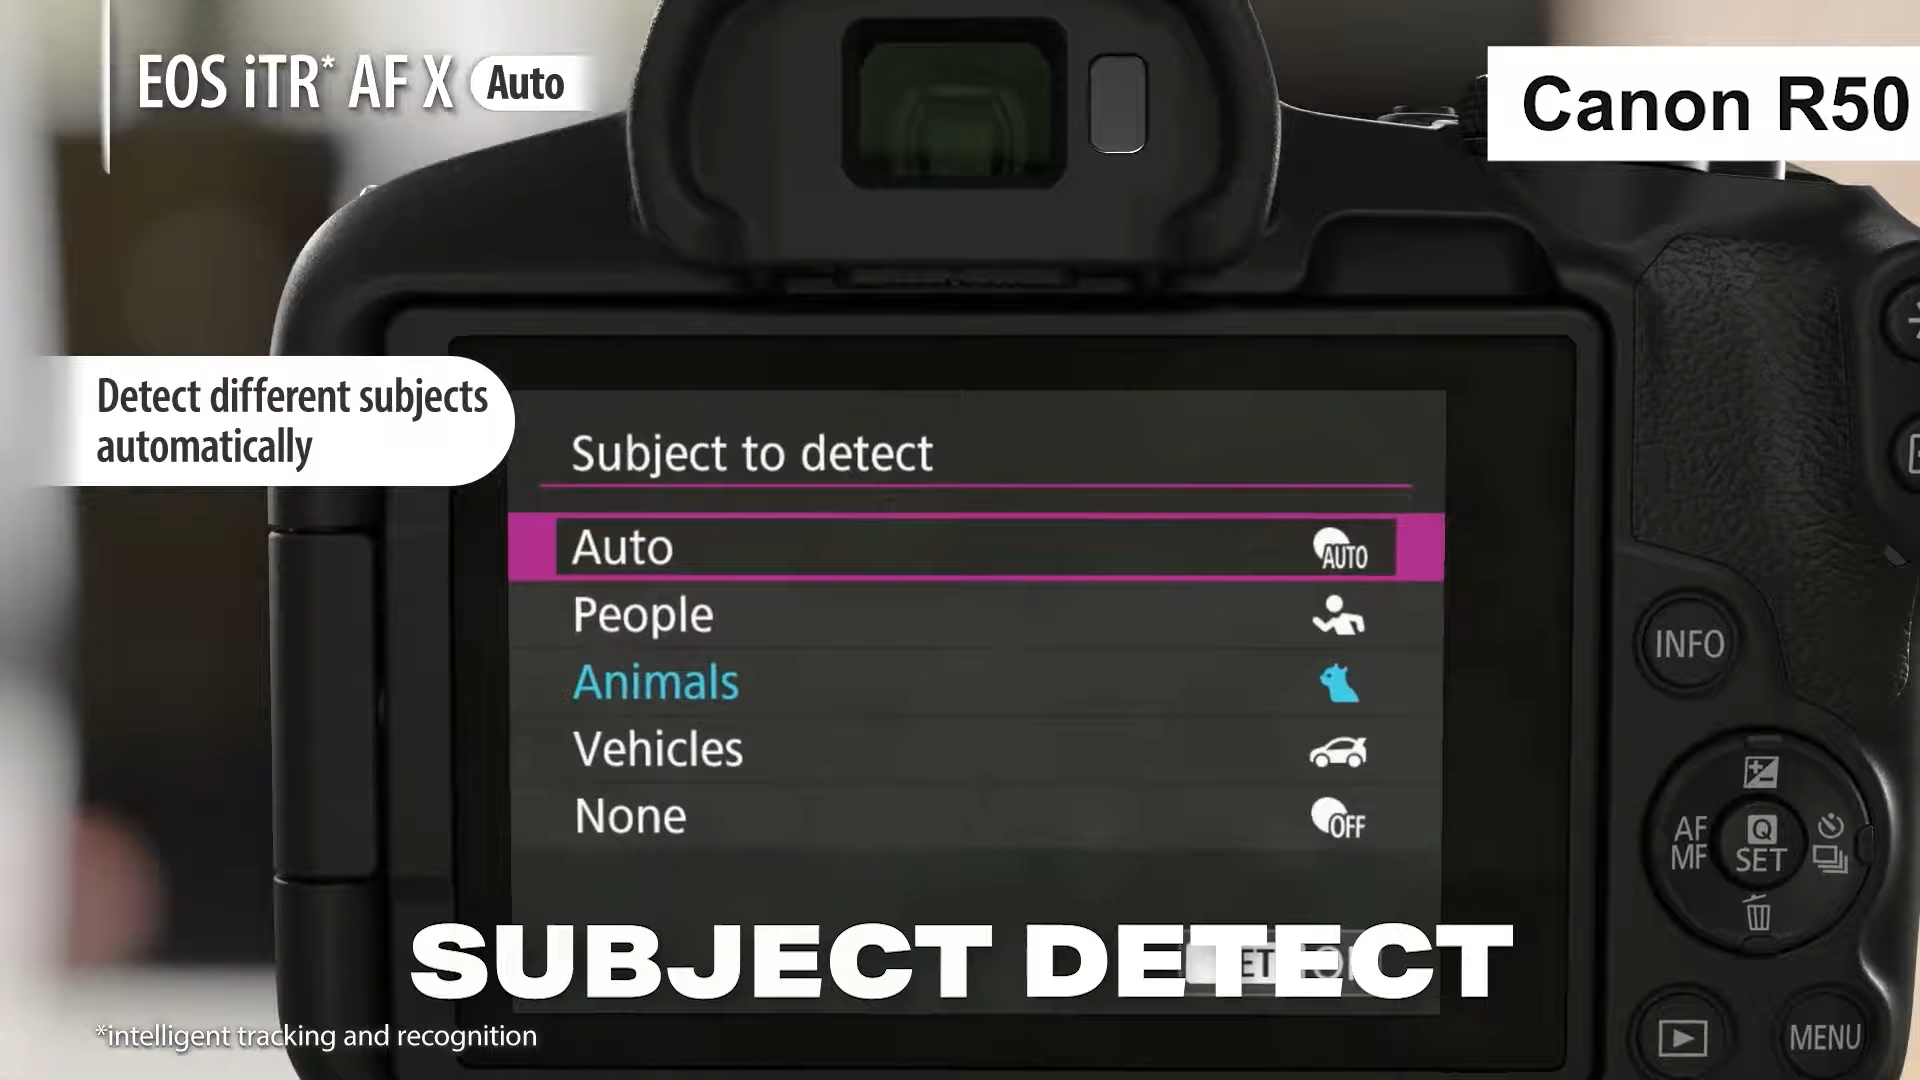 EOS iTR* AF X Auto
Canon R50
Detect different subjects
automatically
Subject to detect
Auto AUTO
People
Animals
Vehicles
None OFF
INFO
AF
MF
Q
SET
SUBJECT DETECT
*intelligent tracking and recognition
MENU